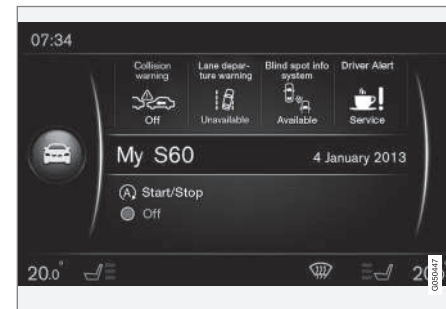 07:34
Collision warning
Lane depar-ture warning
Blind spot info system
Driver Alert
Off
Unavailable
Available
Service
My S60
4 January 2013
A Start/Stop
Off
20.0°
G050447